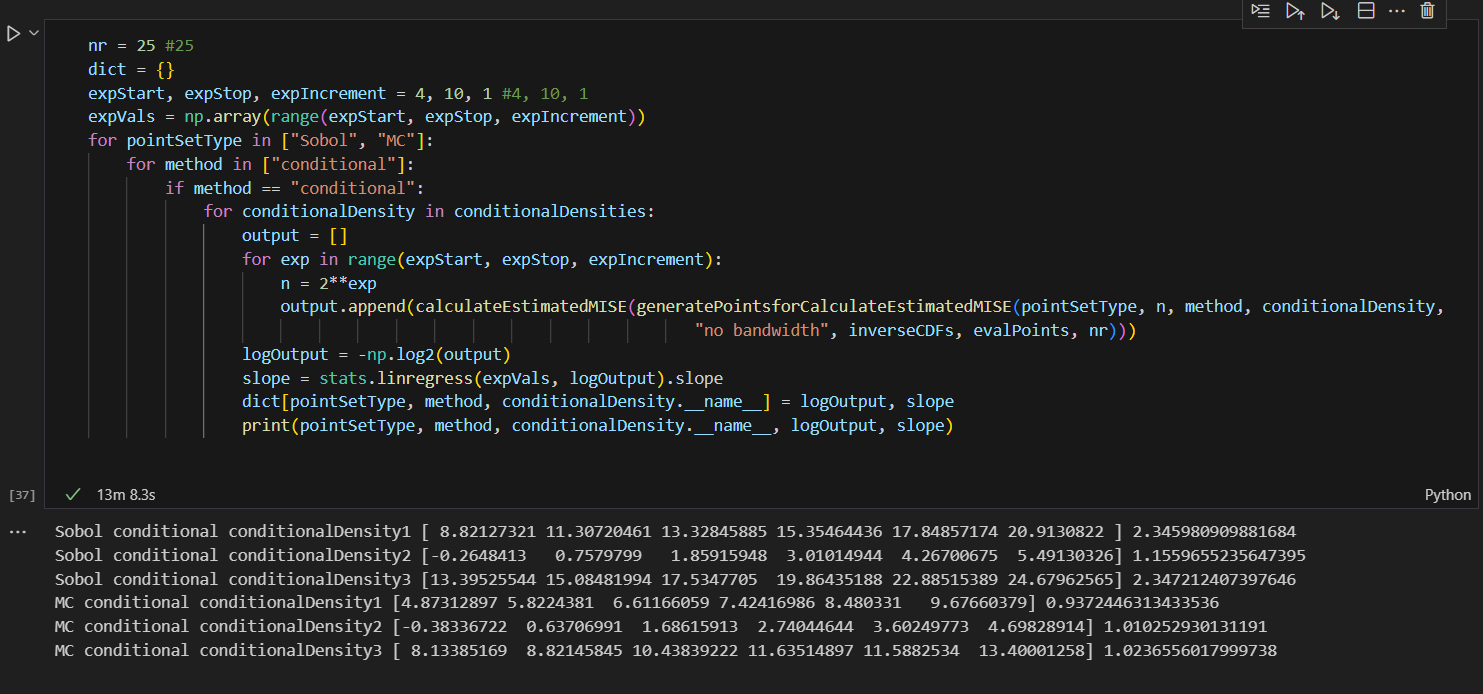 nr = 25 #25
dict = {}
expStart, expStop, expIncrement = 4, 10, 1 #4, 10, 1
expVals = np.array(range(expStart, expStop, expIncrement))
for pointSetType in ["Sobol", "MC"]:
    for method in ["conditional"]:
        if method == "conditional":
            for conditionalDensity in conditionalDensities:
                output = []
                for exp in range(expStart, expStop, expIncrement):
                    n = 2**exp
                    output.append(calculateEstimatedMISE(generatePointsforCalculateEstimatedMISE(pointSetType, n, method, conditionalDensity,
                                                               "no bandwidth", inverseCDFs, evalPoints, nr)))
                logOutput = -np.log2(output)
                slope = stats.linregress(expVals, logOutput).slope
                dict[pointSetType, method, conditionalDensity.__name__] = logOutput, slope
                print(pointSetType, method, conditionalDensity.__name__, logOutput, slope)
[37] 13m 8.3s Python
Sobol conditional conditionalDensity1 [ 8.82127321 11.30720461 13.32845885 15.35464436 17.84857174 20.9130822 ] 2.345980909881684
Sobol conditional conditionalDensity2 [-0.2648413   0.7579799   1.85915948  3.01014944  4.26700675  5.49130326] 1.1559655235647395
Sobol conditional conditionalDensity3 [13.39525544 15.08481994 17.5347705  19.86435188 22.88515389 24.67962565] 2.347212407397646
MC conditional conditionalDensity1 [4.87312897 5.8224381  6.61166059 7.42416986 8.480331   9.67660379] 0.9372446313433536
MC conditional conditionalDensity2 [-0.38336722  0.63706991  1.68615913  2.74044644  3.60249773  4.69828914] 1.010252930131191
MC conditional conditionalDensity3 [ 8.13385169  8.82145845 10.43839222 11.63514897 11.5882534  13.40001258] 1.0236556017999738